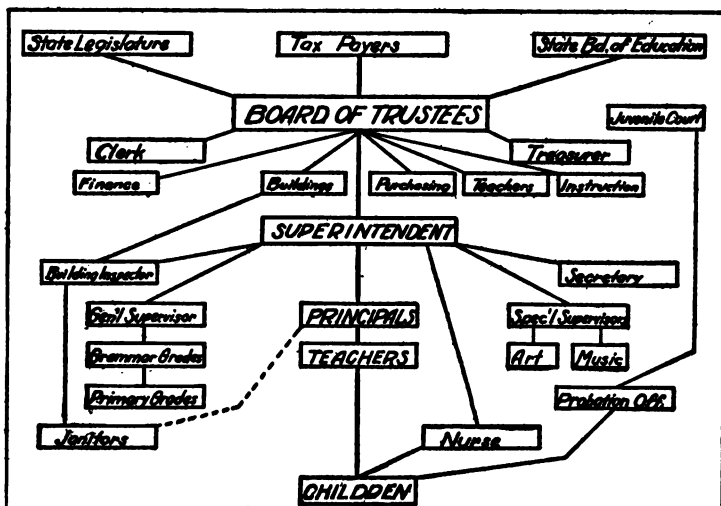 State Legislature
Tax Payers
State Bd. of Education
BOARD OF TRUSTEES
Juvenile Court
Clerk
Treasurer
Finance
Buildings
Purchasing
Teachers
Instruction
SUPERINTENDENT
Building Inspector
Secretary
Gen'l Supervisor
PRINCIPALS
Spec'l Supervisors
Grammar Grades
TEACHERS
Art
Music
Primary Grades
Probation Off.
Janitors
Nurse
CHILDDEN